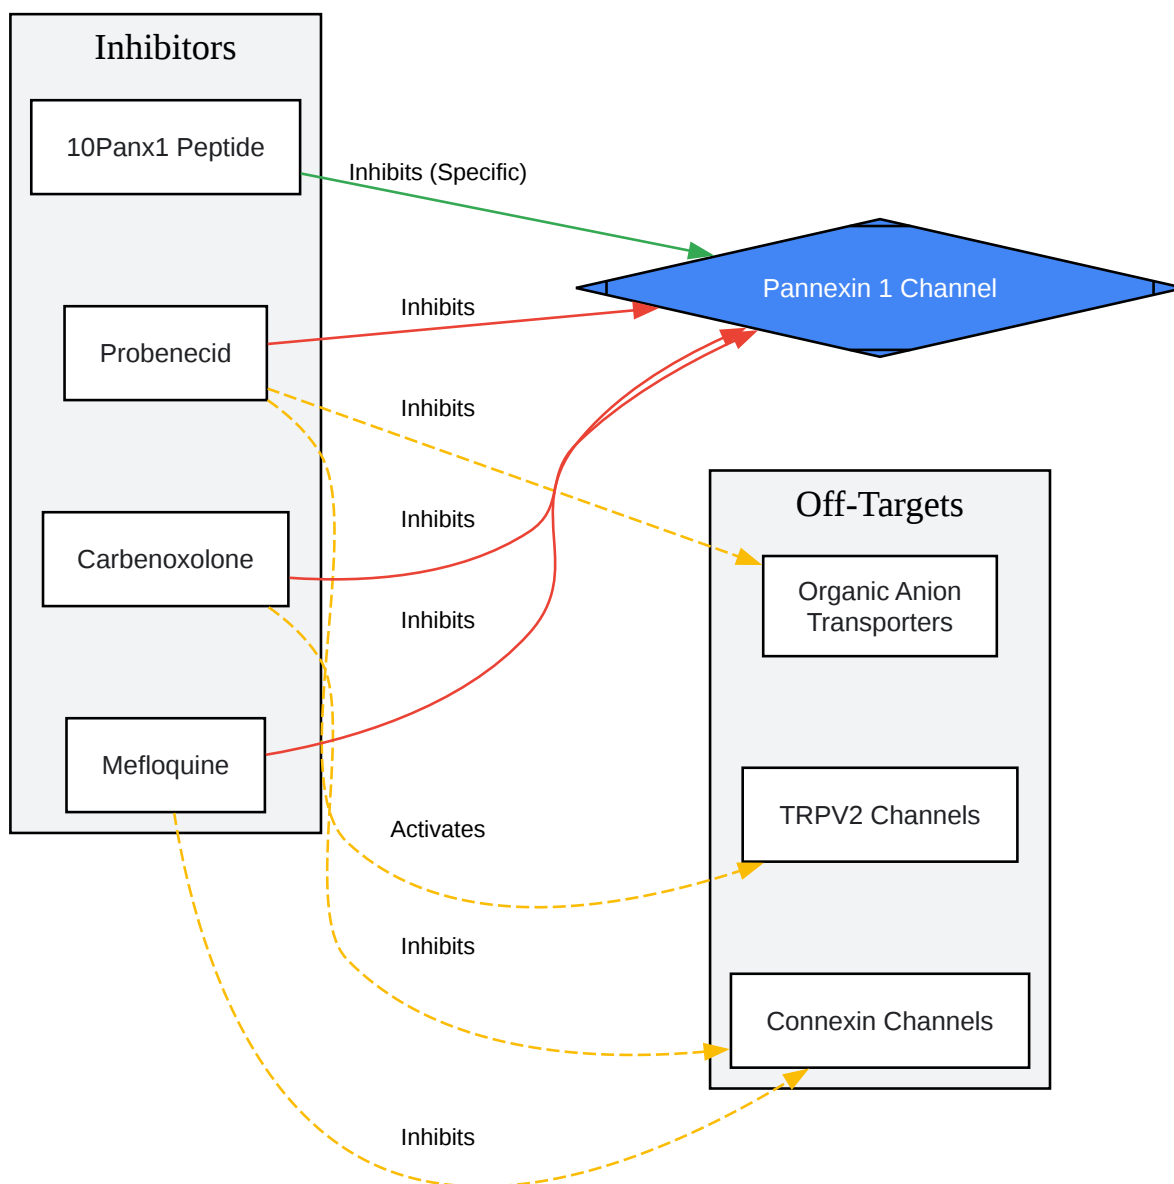 Inhibitors
10Panx1 Peptide
Inhibits (Specific)
Pannexin 1 Channel
Inhibits
Probenecid
Inhibits
Off-Targets
Inhibits
Carbenoxolone
Organic Anion
Transporters
Inhibits
Mefloquine
TRPV2 Channels
Activates
Inhibits
Connexin Channels
Inhibits